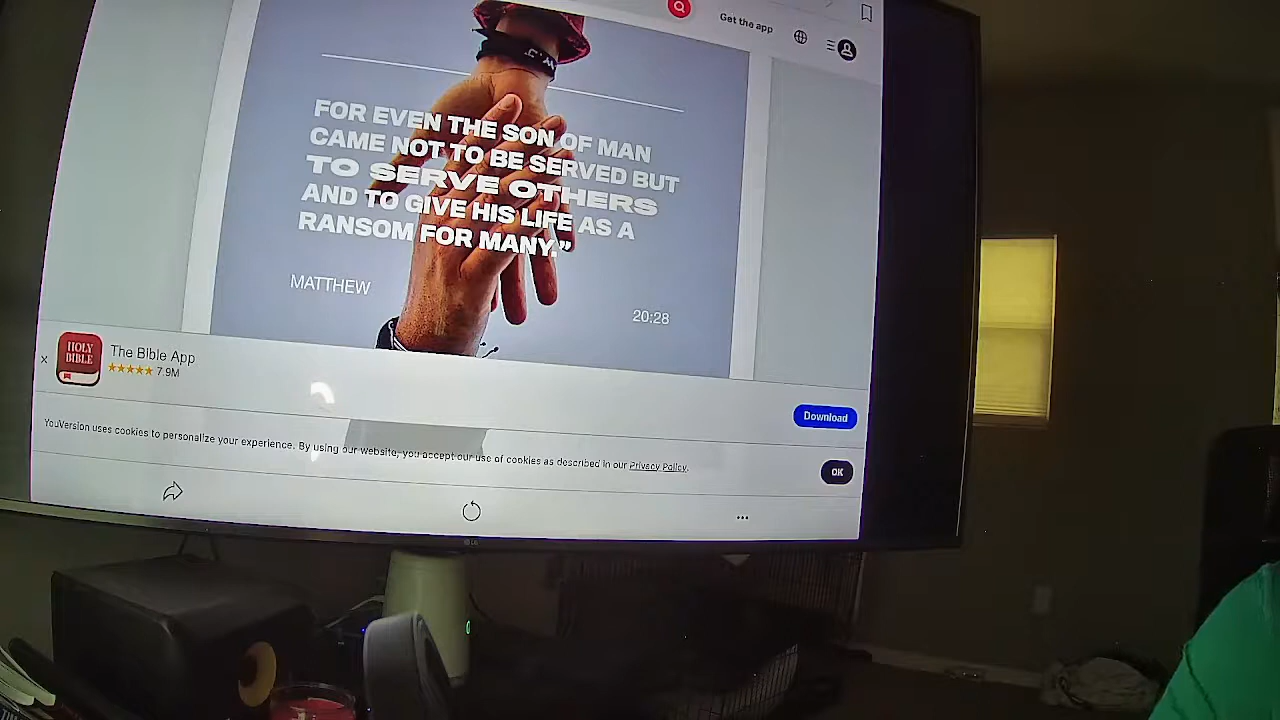 Get the app
FOR EVEN THE SON OF MAN
CAME NOT TO BE SERVED BUT
TO SERVE OTHERS
AND TO GIVE HIS LIFE AS A
RANSOM FOR MANY.”
MATTHEW
20:28
HOLY
BIBLE
The Bible App
★★★★★ 7.9M
Download
YouVersion uses cookies to personalize your experience. By using our website, you accept our use of cookies as described in our Privacy Policy.
OK
LG